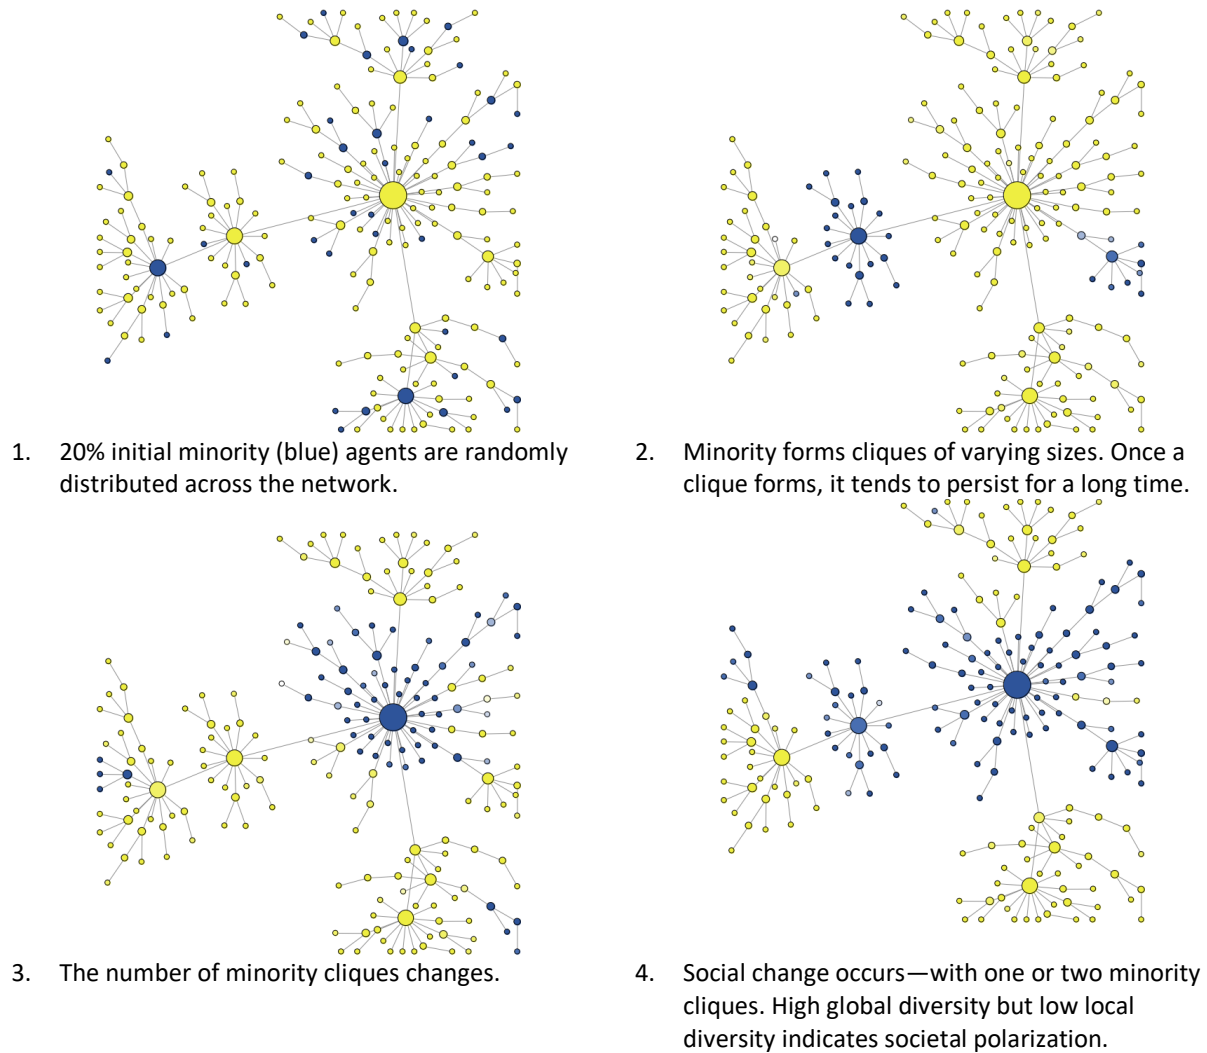 1. 20% initial minority (blue) agents are randomly
distributed across the network.
2. Minority forms cliques of varying sizes. Once a
clique forms, it tends to persist for a long time.
3. The number of minority cliques changes.
4. Social change occurs—with one or two minority
cliques. High global diversity but low local
diversity indicates societal polarization.